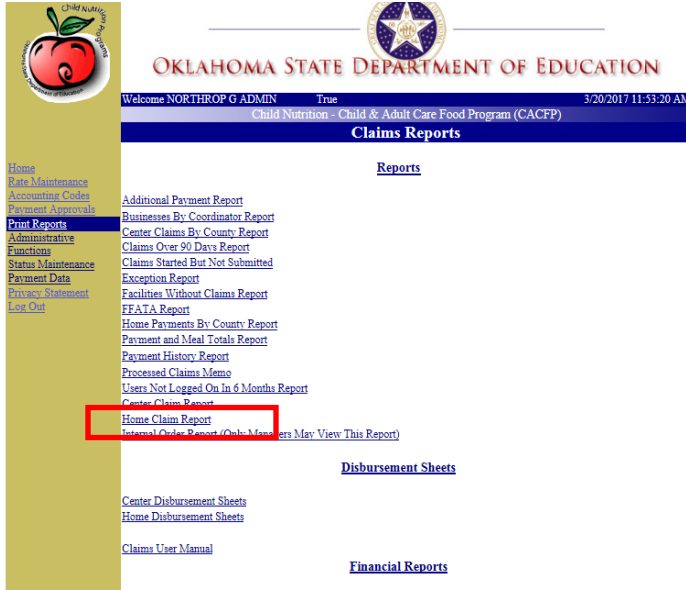 Child Nutrition Programs
OKLAHOMA STATE DEPARTMENT OF EDUCATION
Welcome NORTHROP G ADMIN True 3/20/2017 11:53:20 AM
Child Nutrition - Child & Adult Care Food Program (CACFP)
Claims Reports
Home
Rate Maintenance
Accounting Codes
Payment Approvals
Print Reports
Administrative
Functions
Status Maintenance
Payment Data
Privacy Statement
Log Out
Reports
Additional Payment Report
Businesses By Coordinator Report
Center Claims By County Report
Claims Over 90 Days Report
Claims Started But Not Submitted
Exception Report
Facilities Without Claims Report
FFATA Report
Home Payments By County Report
Payment and Meal Totals Report
Payment History Report
Processed Claims Memo
Users Not Logged On In 6 Months Report
Center Claim Report
Home Claim Report
Internal Order Report (Only Managers May View This Report)
Disbursement Sheets
Center Disbursement Sheets
Home Disbursement Sheets
Claims User Manual
Financial Reports